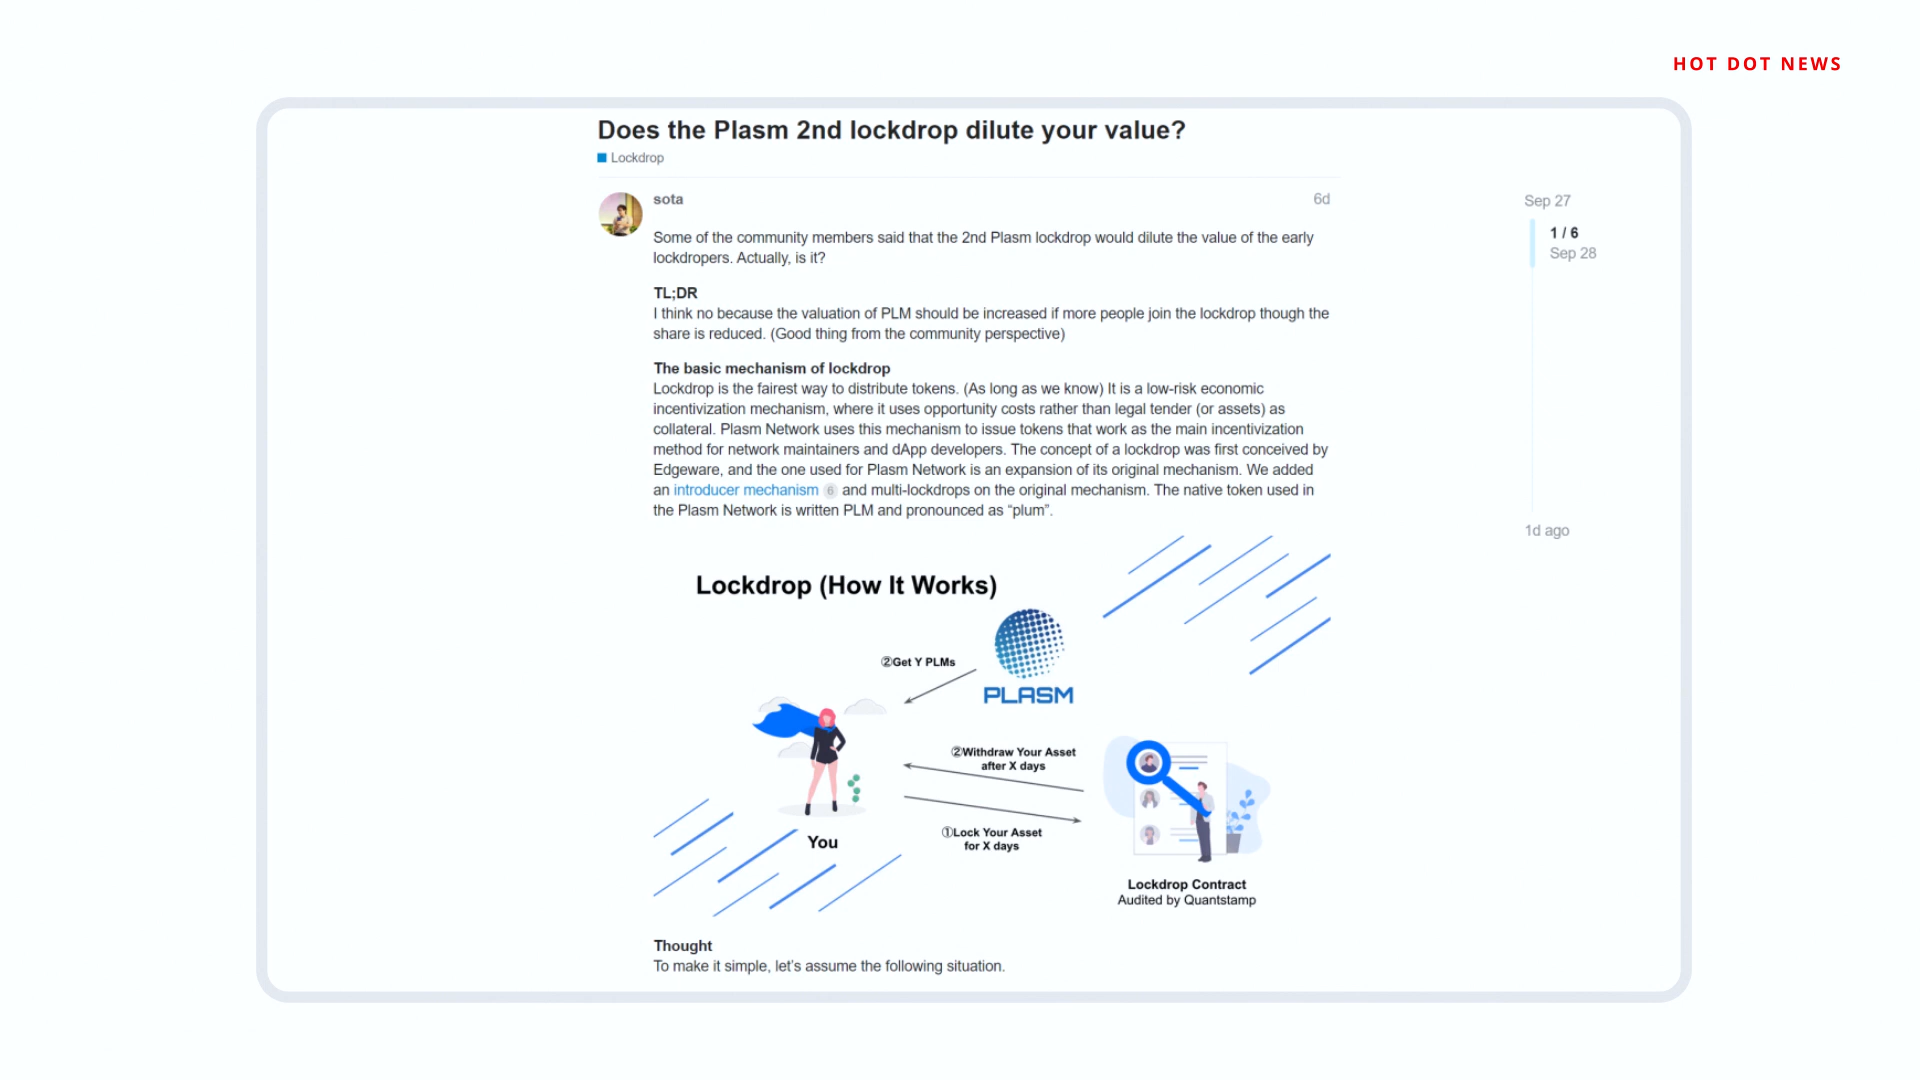 HOT DOT NEWS
Does the Plasm 2nd lockdrop dilute your value?
Lockdrop
sota
6d
Some of the community members said that the 2nd Plasm lockdrop would dilute the value of the early
lockdropers. Actually, is it?
TL;DR
I think no because the valuation of PLM should be increased if more people join the lockdrop though the
share is reduced. (Good thing from the community perspective)
The basic mechanism of lockdrop
Lockdrop is the fairest way to distribute tokens. (As long as we know) It is a low-risk economic
incentivization mechanism, where it uses opportunity costs rather than legal tender (or assets) as
collateral. Plasm Network uses this mechanism to issue tokens that work as the main incentivization
method for network maintainers and dApp developers. The concept of a lockdrop was first conceived by
Edgeware, and the one used for Plasm Network is an expansion of its original mechanism. We added
an introducer mechanism 6 and multi-lockdrops on the original mechanism. The native token used in
the Plasm Network is written PLM and pronounced as “plum”.
Sep 27
1 / 6
Sep 28
1d ago
Lockdrop (How It Works)
②Get Y PLMs
PLASM
②Withdraw Your Asset
after X days
①Lock Your Asset
for X days
You
Lockdrop Contract
Audited by Quantstamp
Thought
To make it simple, let’s assume the following situation.